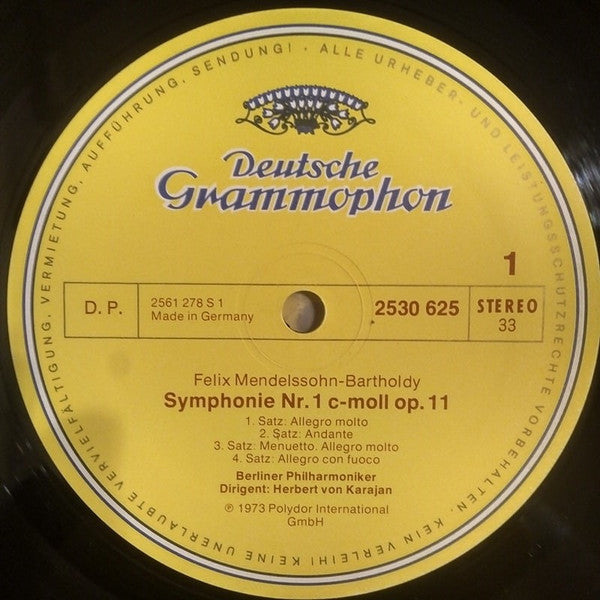 ALLE URHEBER- UND LEISTUNGSSCHUTZRECHTE VORBEHALTEN · KEIN VERLEIH! KEINE UNERLAUBTE VERVIELFÄLTIGUNG, VERMIETUNG, AUFFÜHRUNG, SENDUNG! ·
Deutsche
Grammophon
1
D. P.
2561 278 S 1
Made in Germany
2530 625
STEREO
33
Felix Mendelssohn-Bartholdy
Symphonie Nr. 1 c-moll op. 11
1. Satz: Allegro molto
2. Satz: Andante
3. Satz: Menuetto. Allegro molto
4. Satz: Allegro con fuoco
Berliner Philharmoniker
Dirigent: Herbert von Karajan
℗ 1973 Polydor International
GmbH